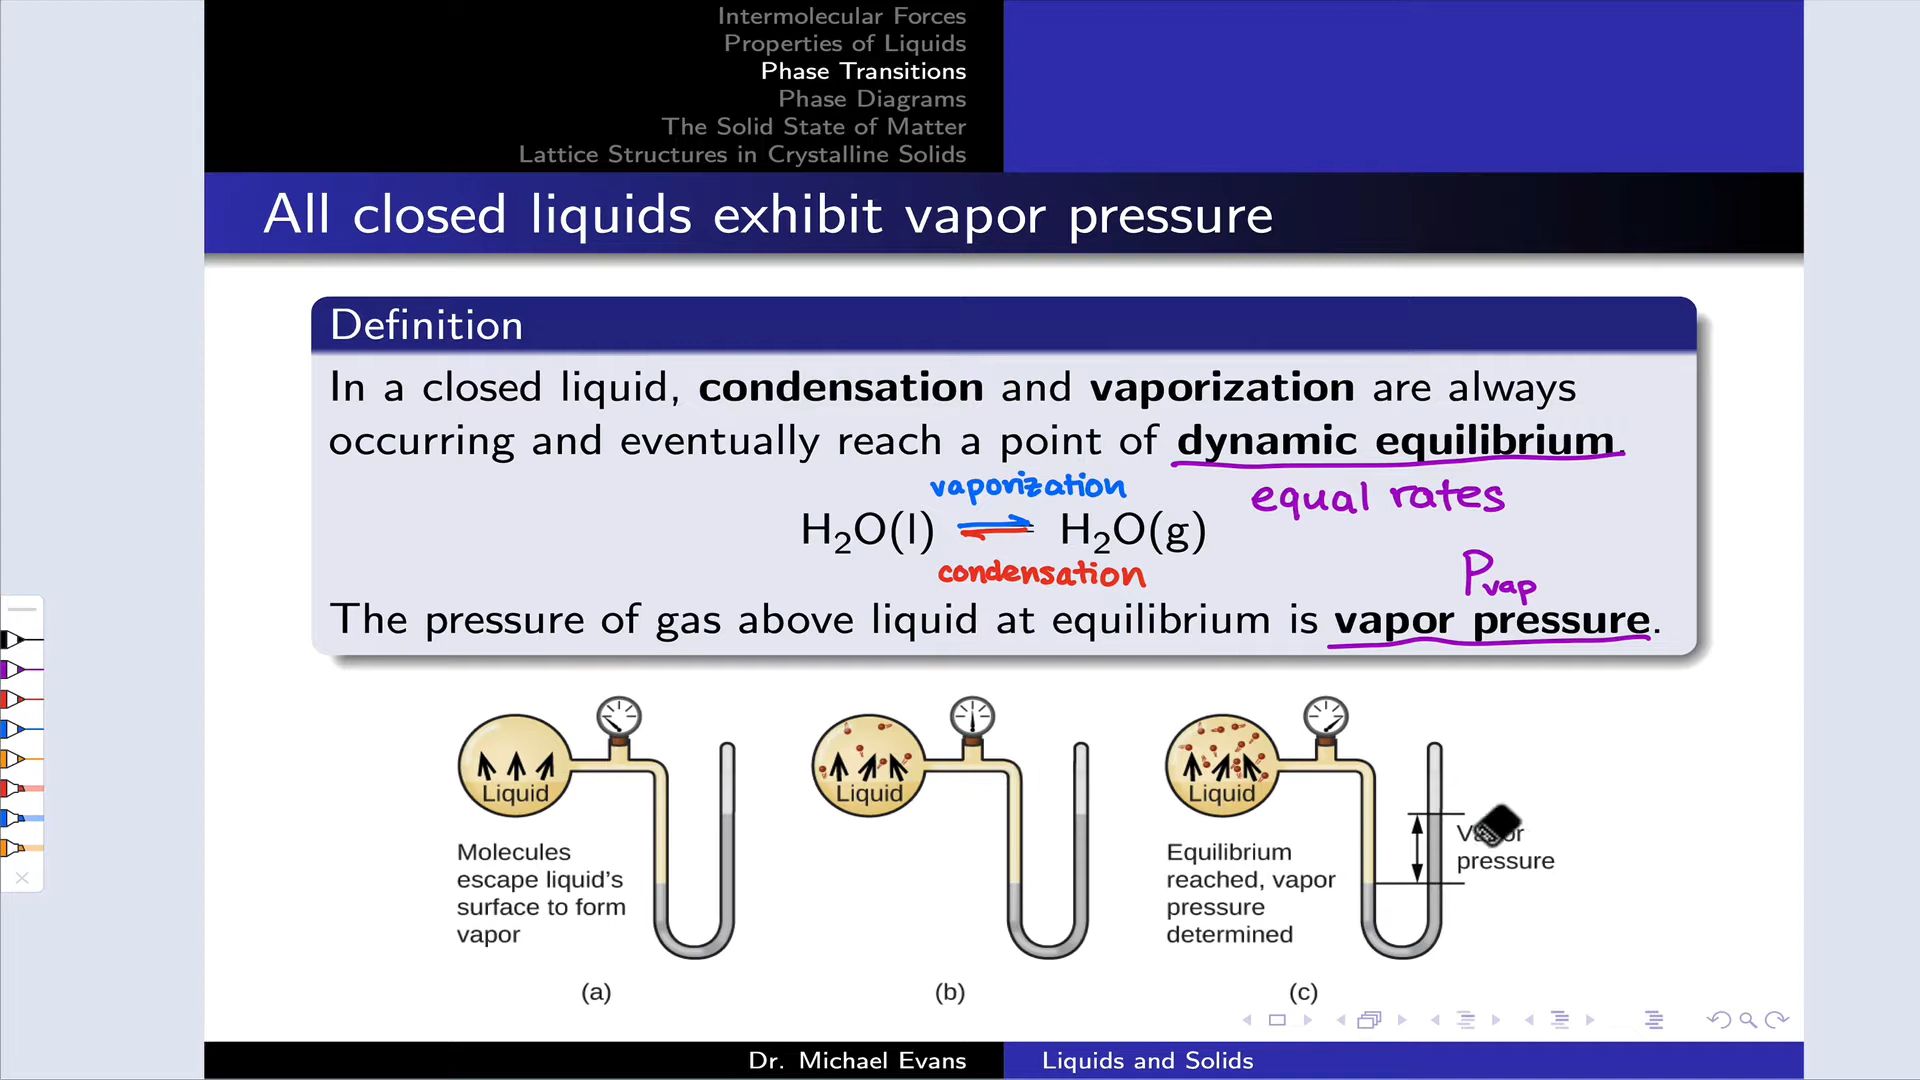 Intermolecular Forces
Properties of Liquids
Phase Transitions
Phase Diagrams
The Solid State of Matter
Lattice Structures in Crystalline Solids
All closed liquids exhibit vapor pressure
Definition
In a closed liquid, condensation and vaporization are always
occurring and eventually reach a point of dynamic equilibrium.
vaporization
equal rates
H₂O(l) ⇌ H₂O(g)
condensation
Pvap
The pressure of gas above liquid at equilibrium is vapor pressure.
Liquid
Molecules
escape liquid's
surface to form
vapor
(a)
Liquid
(b)
Liquid
Equilibrium
reached, vapor
pressure
determined
Vapor
pressure
(c)
Dr. Michael Evans
Liquids and Solids